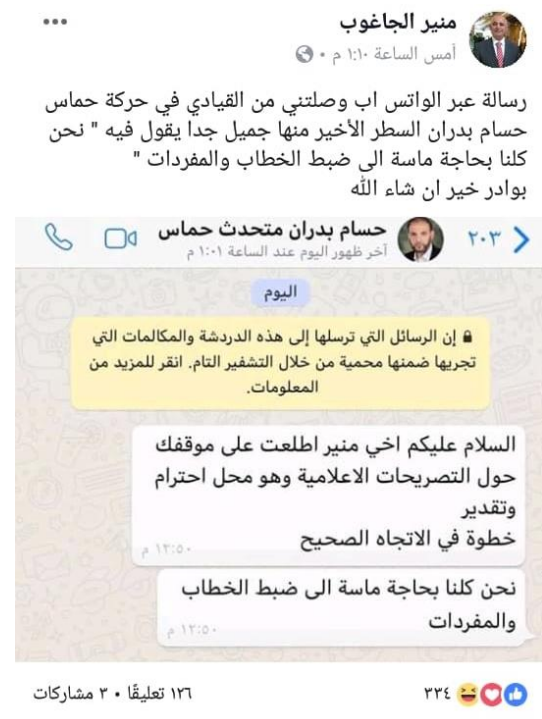 منير الجاغوب
أمس الساعة ١:١٠ م ·
رسالة عبر الواتس اب وصلتني من القيادي في حركة حماس
حسام بدران السطر الأخير منها جميل جدا يقول فيه " نحن
كلنا بحاجة ماسة الى ضبط الخطاب والمفردات "
بوادر خير ان شاء الله
٢٠٣
حسام بدران متحدث حماس
آخر ظهور اليوم عند الساعة ١:٠١ م
اليوم
إن الرسائل التي ترسلها إلى هذه الدردشة والمكالمات التي
تجريها ضمنها محمية من خلال التشفير التام. انقر للمزيد من
المعلومات.
السلام عليكم اخي منير اطلعت على موقفك
حول التصريحات الاعلامية وهو محل احترام
وتقدير
خطوة في الاتجاه الصحيح
١٢:٥٠ م
نحن كلنا بحاجة ماسة الى ضبط الخطاب
والمفردات
١٢:٥٠ م
٣٣٤
١٢٦ تعليقًا • ٣ مشاركات